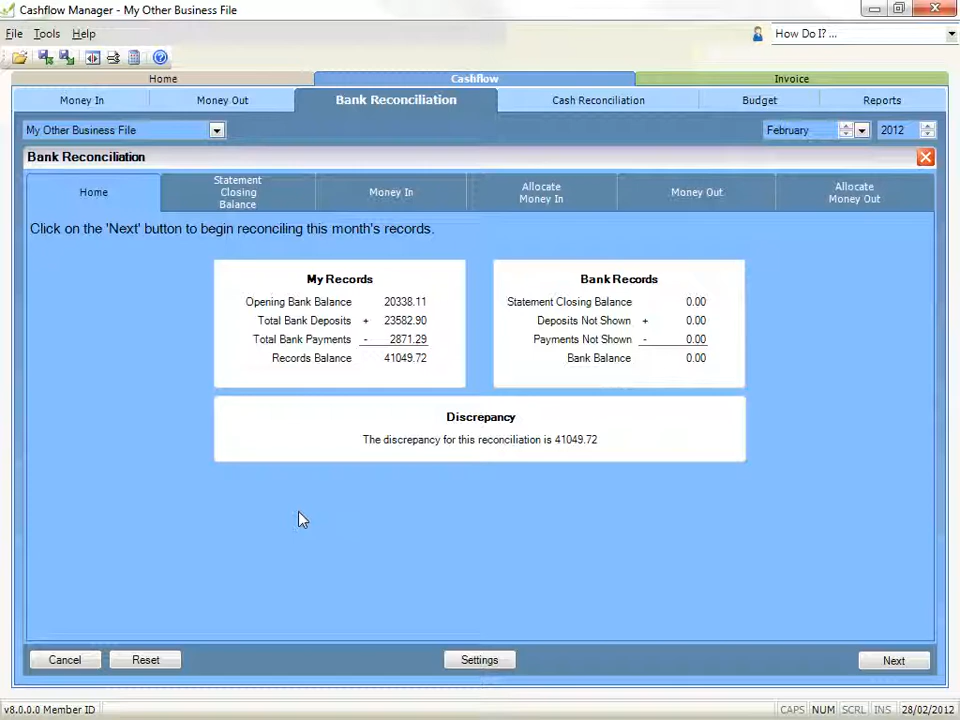 Cashflow Manager - My Other Business File
File Tools Help
How Do I? ...
Home Cashflow Invoice
Money In Money Out Bank Reconciliation Cash Reconciliation Budget Reports
My Other Business File February 2012
Bank Reconciliation
Home
Statement
Closing
Balance
Money In
Allocate
Money In
Money Out
Allocate
Money Out
Click on the 'Next' button to begin reconciling this month's records.
My Records
Opening Bank Balance 20338.11
Total Bank Deposits + 23582.90
Total Bank Payments - 2871.29
Records Balance 41049.72
Bank Records
Statement Closing Balance 0.00
Deposits Not Shown + 0.00
Payments Not Shown - 0.00
Bank Balance 0.00
Discrepancy
The discrepancy for this reconciliation is 41049.72
Cancel Reset Settings Next
v8.0.0.0 Member ID CAPS NUM SCRL INS 28/02/2012